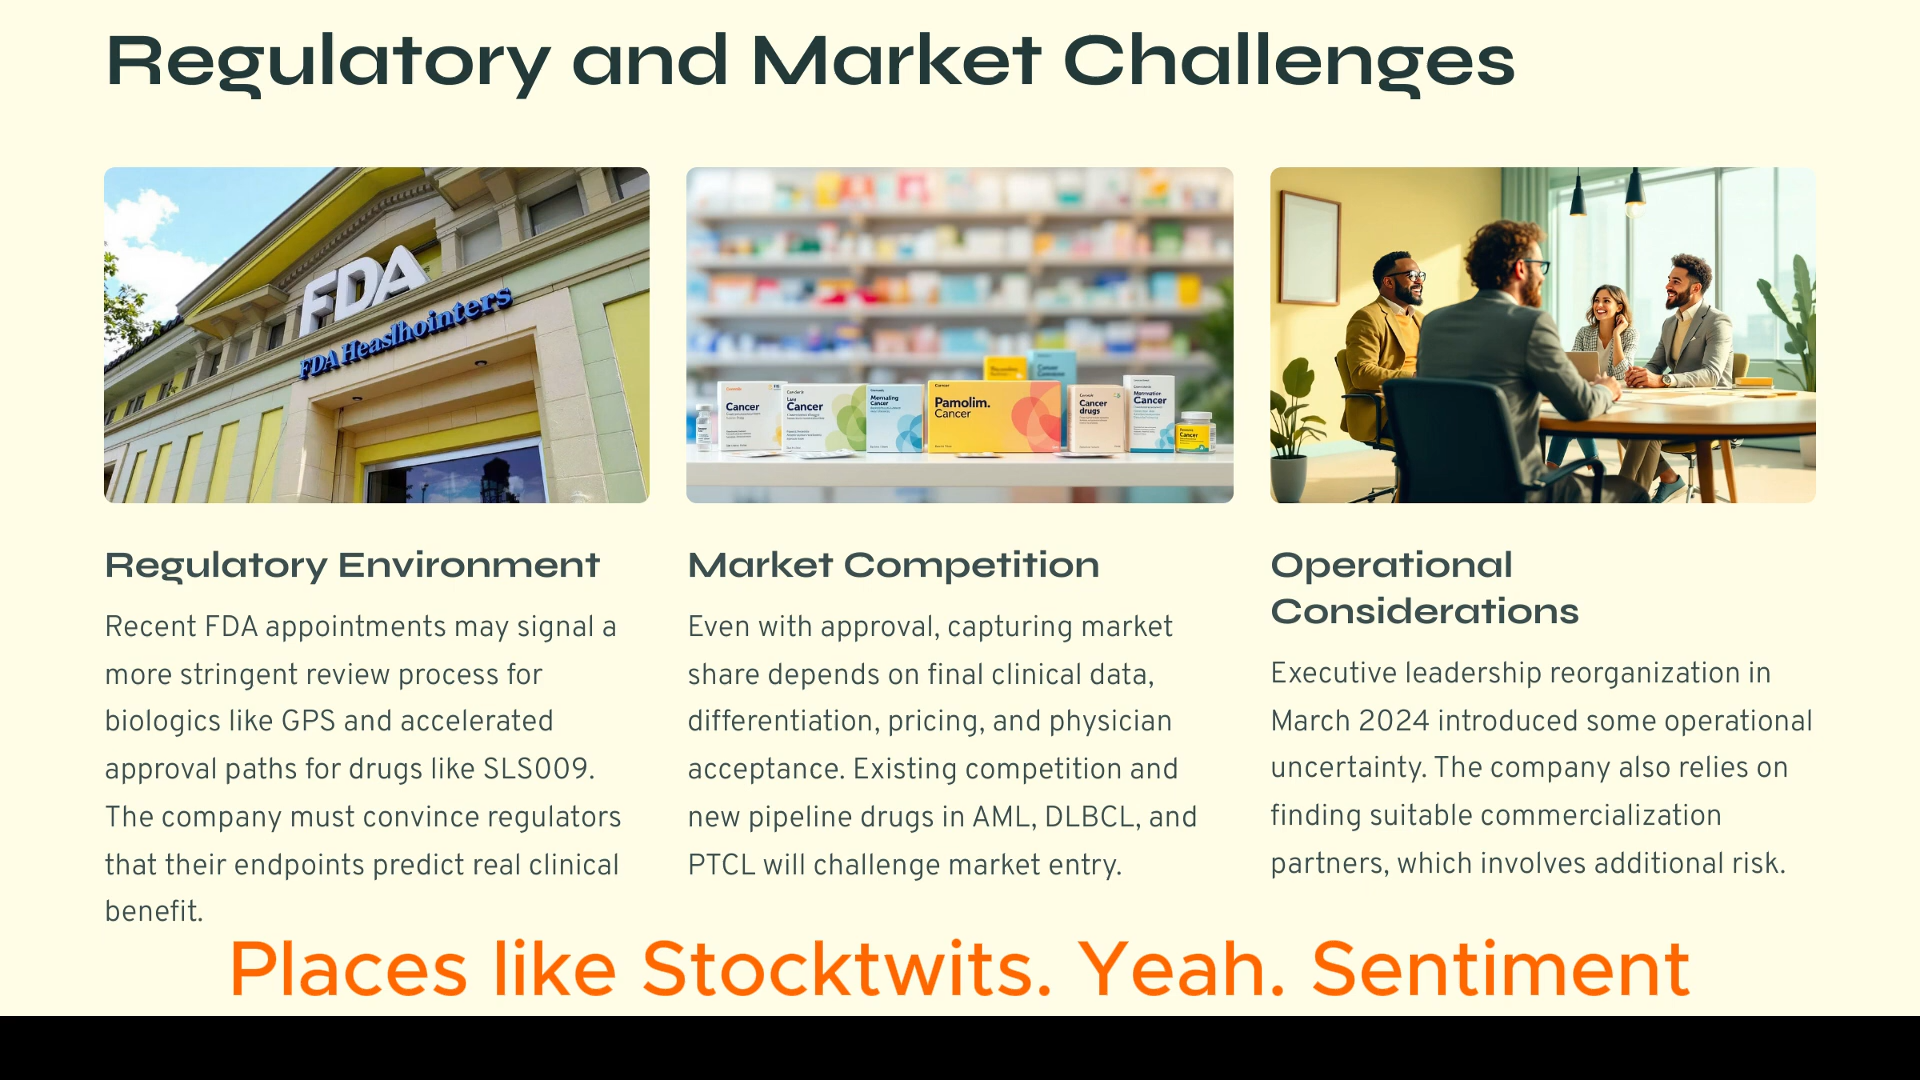 Regulatory and Market Challenges
FDA
FDA Heaslhointers
Cancer
Cancer
Cancer
Pamolim.
Cancer
Cancer
drugs
Cancer
Cancer
Regulatory Environment
Recent FDA appointments may signal a
more stringent review process for
biologics like GPS and accelerated
approval paths for drugs like SLS009.
The company must convince regulators
that their endpoints predict real clinical
benefit.
Market Competition
Even with approval, capturing market
share depends on final clinical data,
differentiation, pricing, and physician
acceptance. Existing competition and
new pipeline drugs in AML, DLBCL, and
PTCL will challenge market entry.
Operational
Considerations
Executive leadership reorganization in
March 2024 introduced some operational
uncertainty. The company also relies on
finding suitable commercialization
partners, which involves additional risk.
Places like Stocktwits. Yeah. Sentiment